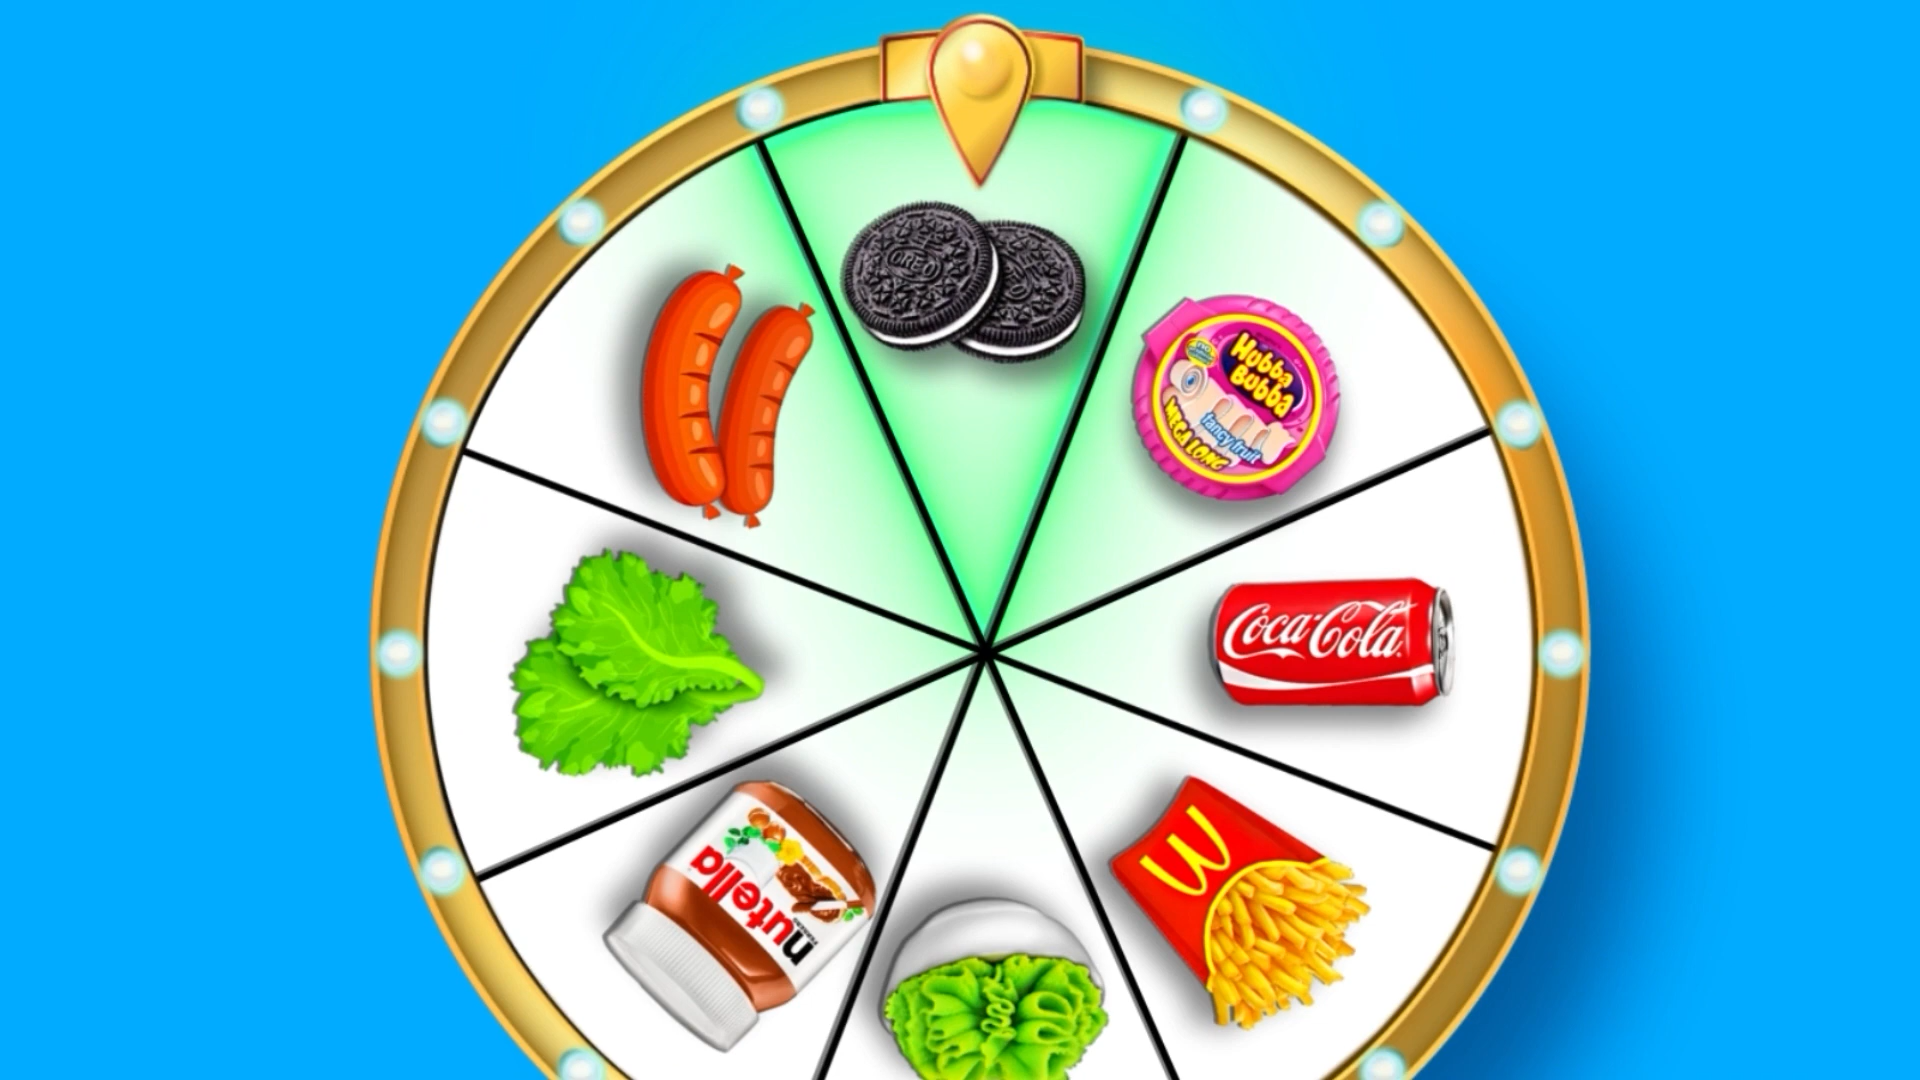 OREO
Hubba
Bubba
fancy fruit
MEGA LONG
Coca-Cola
nutella
M